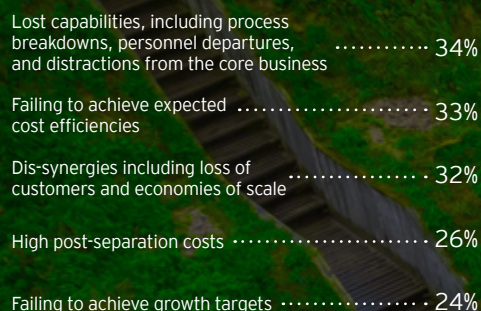 Lost capabilities, including process
breakdowns, personnel departures,
and distractions from the core business ............ 34%
Failing to achieve expected ........................ 33%
cost efficiencies
Dis-synergies including loss of ................. 32%
customers and economies of scale
High post-separation costs ........................ 26%
Failing to achieve growth targets .................. 24%